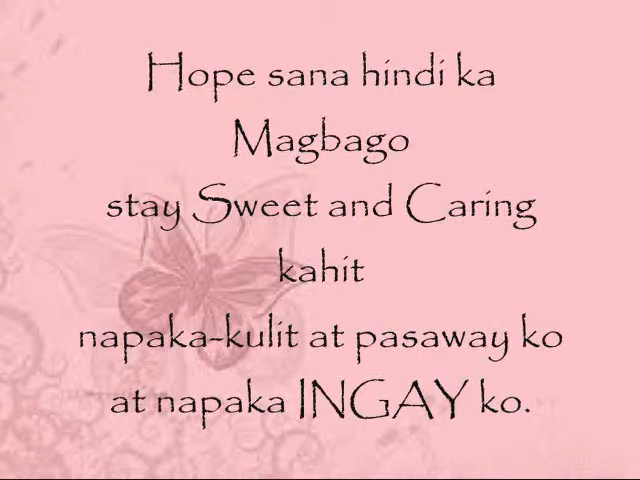 Hope sana hindi ka
Magbago
stay Sweet and Caring
kahit
napaka-kulit at pasaway ko
at napaka INGAY ko.